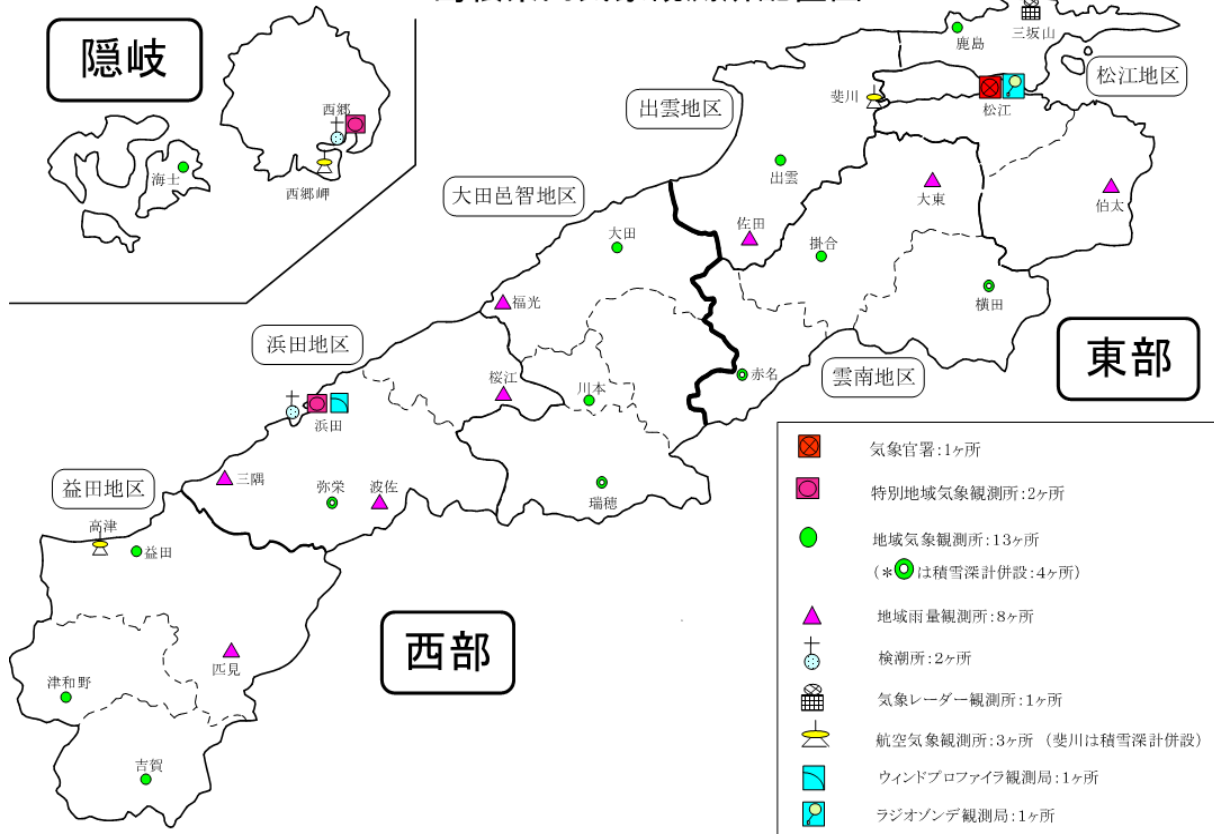 隠岐
西郷
海士
西郷岬
鹿島
三坂山
松江地区
斐川
松江
出雲地区
出雲
大東
伯太
大田邑智地区
佐田
大田
掛合
横田
福光
浜田地区
東部
桜江
川本
赤名
雲南地区
浜田
三隅
弥栄
波佐
瑞穂
益田地区
高津
益田
西部
匹見
津和野
吉賀
気象官署:1ヶ所
特別地域気象観測所:2ヶ所
地域気象観測所:13ヶ所
(*は積雪深計併設:4ヶ所)
地域雨量観測所:8ヶ所
検潮所:2ヶ所
気象レーダー観測所:1ヶ所
航空気象観測所:3ヶ所 (斐川は積雪深計併設)
ウィンドプロファイラ観測局:1ヶ所
ラジオゾンデ観測局:1ヶ所